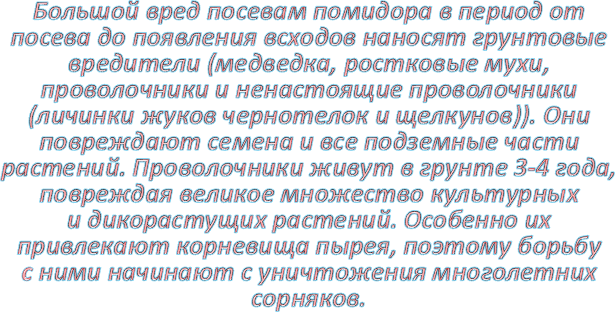 Большой вред посевам помидора в период от
посева до появления всходов наносят грунтовые
вредители (медведка, ростковые мухи,
проволочники и ненастоящие проволочники
(личинки жуков чернотелок и щелкунов)). Они
повреждают семена и все подземные части
растений. Проволочники живут в грунте 3-4 года,
повреждая великое множество культурных
и дикорастущих растений. Особенно их
привлекают корневища пырея, поэтому борьбу
с ними начинают с уничтожения многолетних
сорняков.